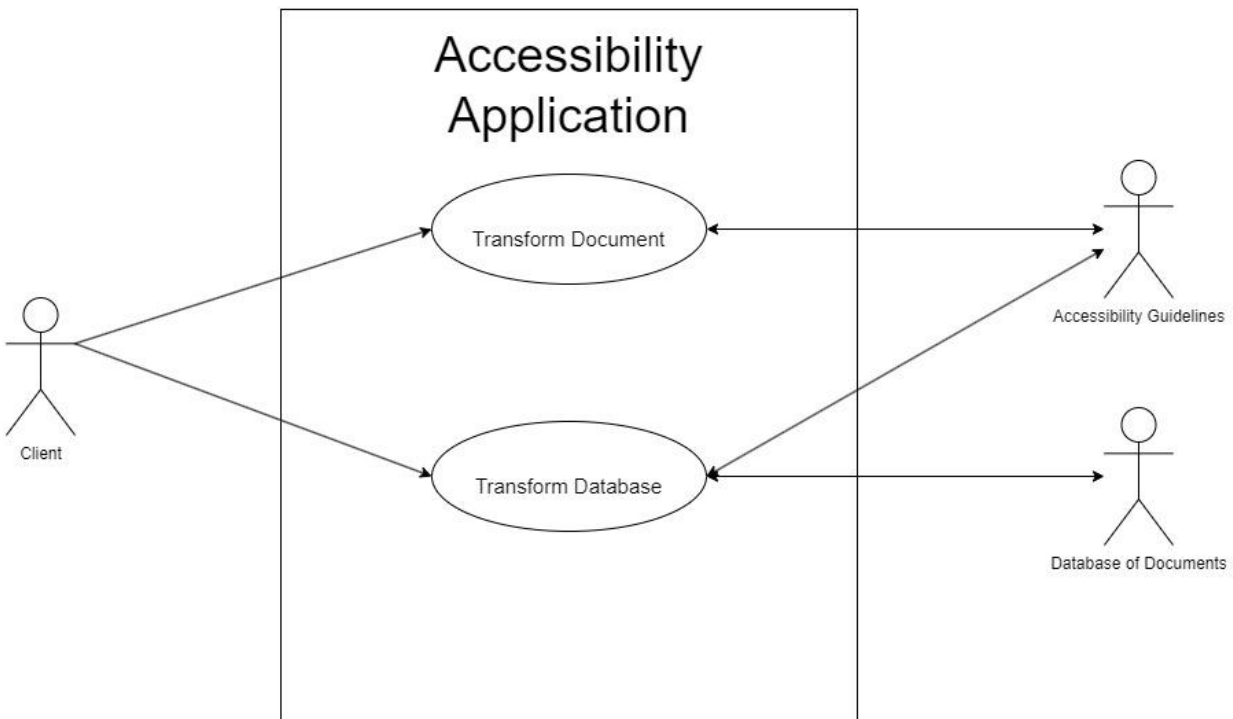 Accessibility
Application
Transform Document
Accessibility Guidelines
Client
Transform Database
Database of Documents